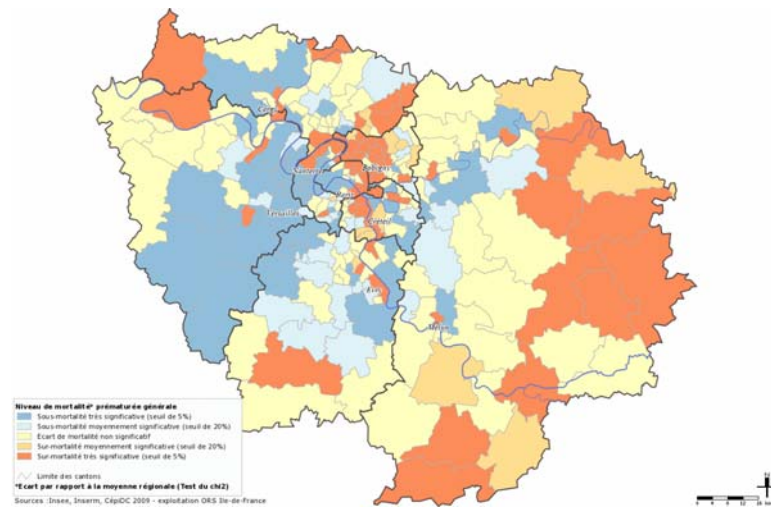 Cergy
Nanterre
Bobigny
Paris
Versailles
Créteil
Evry
Melun
Niveau de mortalité* prématurée générale
Sous-mortalité très significative (seuil de 5%)
Sous-mortalité moyennement significative (seuil de 20%)
Ecart de mortalité non significatif
Sur-mortalité moyennement significative (seuil de 20%)
Sur-mortalité très significative (seuil de 5%)
Limite des cantons
*Ecart par rapport à la moyenne régionale (Test du chi2)
Sources :Insee, Inserm, CépiDC 2009 - exploitation ORS Ile-de-France